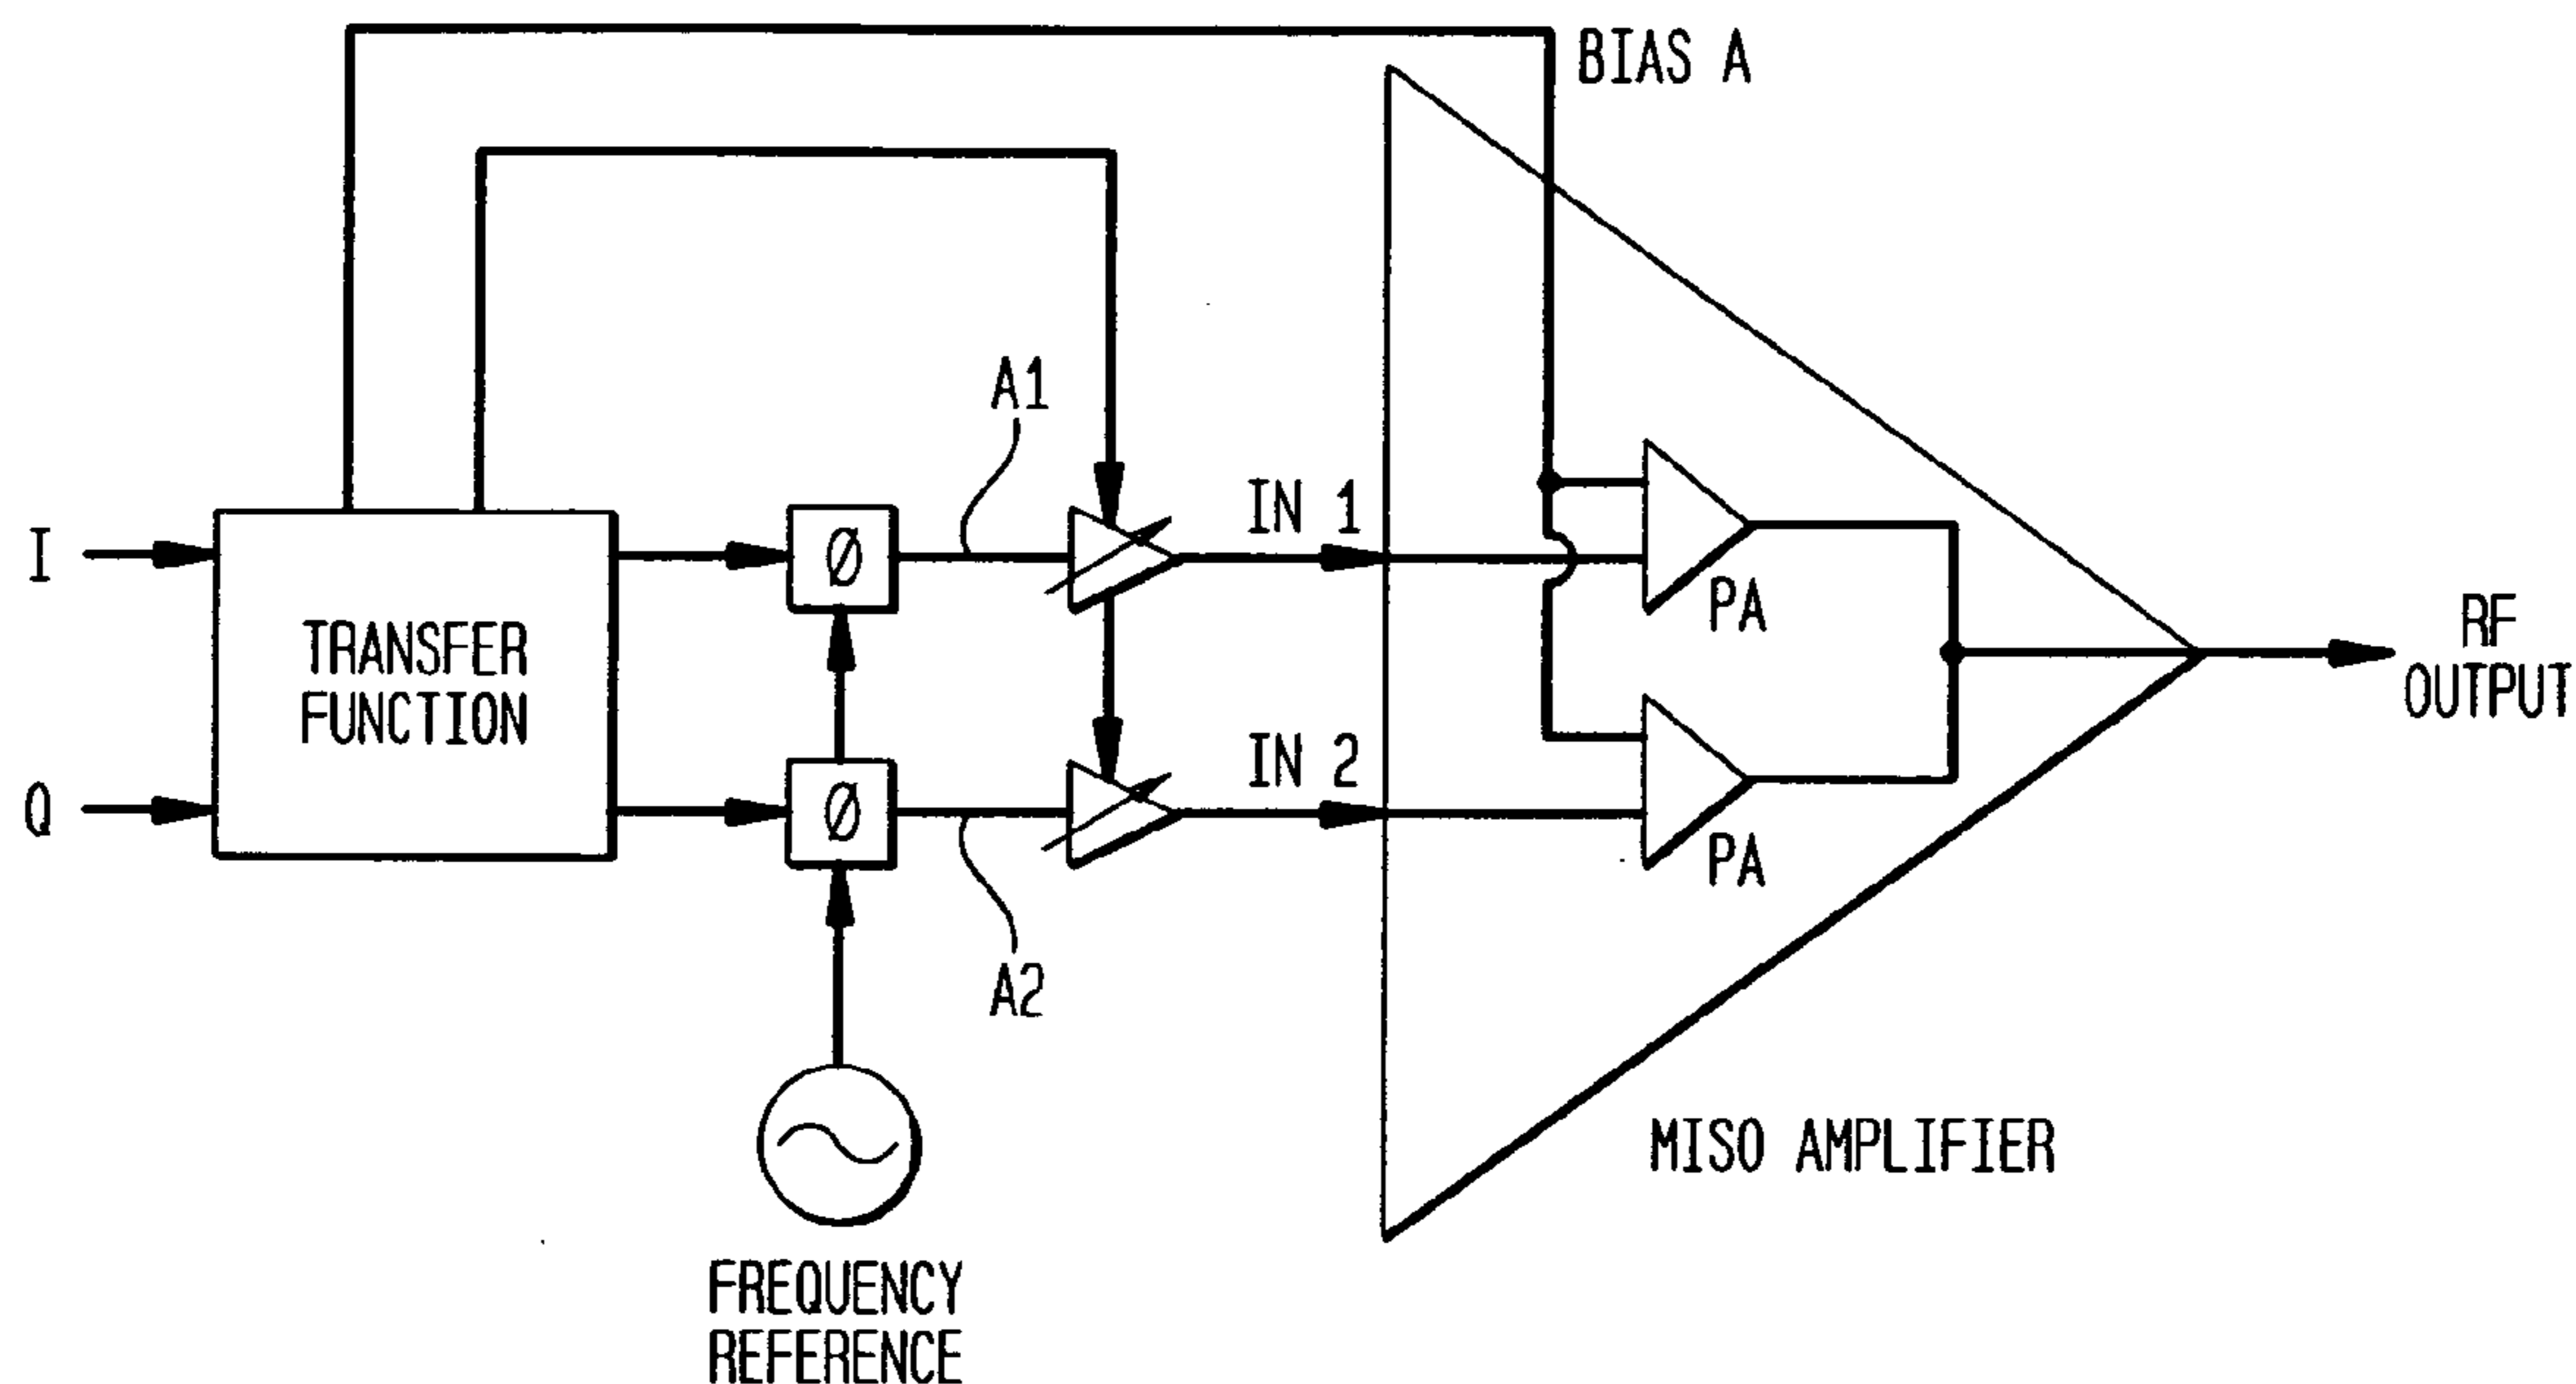 BIAS A
A1
I
IN 1
Ø
TRANSFER
FUNCTION
PA
RF
OUTPUT
Q
IN 2
Ø
PA
A2
MISO AMPLIFIER
FREQUENCY
REFERENCE